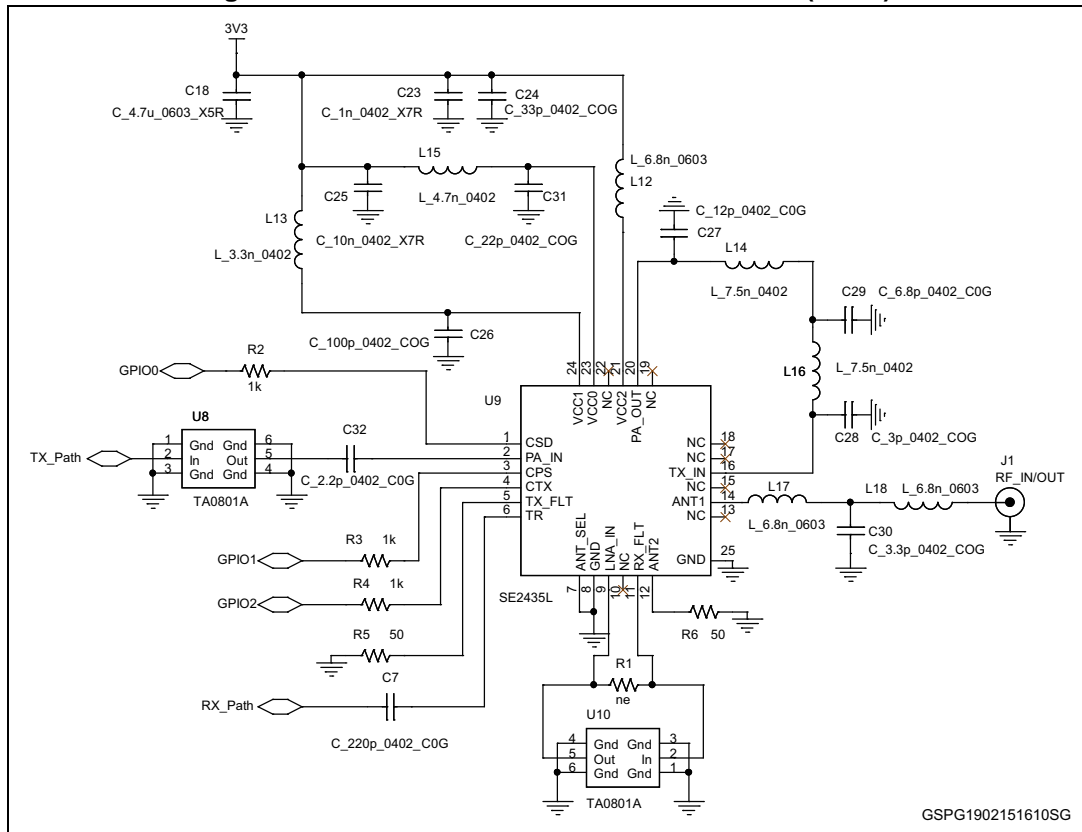 3V3
C18
C_4.7u_0603_X5R
C23
C_1n_0402_X7R
C24
C_33p_0402_COG
L15
L_4.7n_0402
C25
C_10n_0402_X7R
C31
C_22p_0402_COG
L_6.8n_0603
L12
L13
L_3.3n_0402
C_12p_0402_C0G
C27
L14
L_7.5n_0402
C29 C_6.8p_0402_C0G
L16
L_7.5n_0402
C28 C_3p_0402_COG
C26
C_100p_0402_COG
R2
GPIO0
1k
24 23 22 21 20 19
VCC1 VCC0 NC VCC2 PA_OUT NC
U9
U8
1 Gnd Gnd 6
TX_Path
2 In Out 5
3 Gnd Gnd 4
TA0801A
C32
C_2.2p_0402_C0G
1 CSD
2 PA_IN
3 CPS
4 CTX
5 TX_FLT
6 TR
NC 18
NC 17
TX_IN 16
NC 15
ANT1 14
NC 13
GND 25
L17
L_6.8n_0603
L18 L_6.8n_0603
C30
C_3.3p_0402_COG
J1
RF_IN/OUT
R3 1k
GPIO1
R4 1k
GPIO2
R5 50
SE2435L
ANT_SEL GND LNA_IN NC RX_FLT ANT2
7 8 9 10 11 12
R6 50
RX_Path
C7
C_220p_0402_C0G
R1
ne
U10
4 Gnd Gnd 3
5 Out In 2
6 Gnd Gnd 1
TA0801A
GSPG1902151610SG